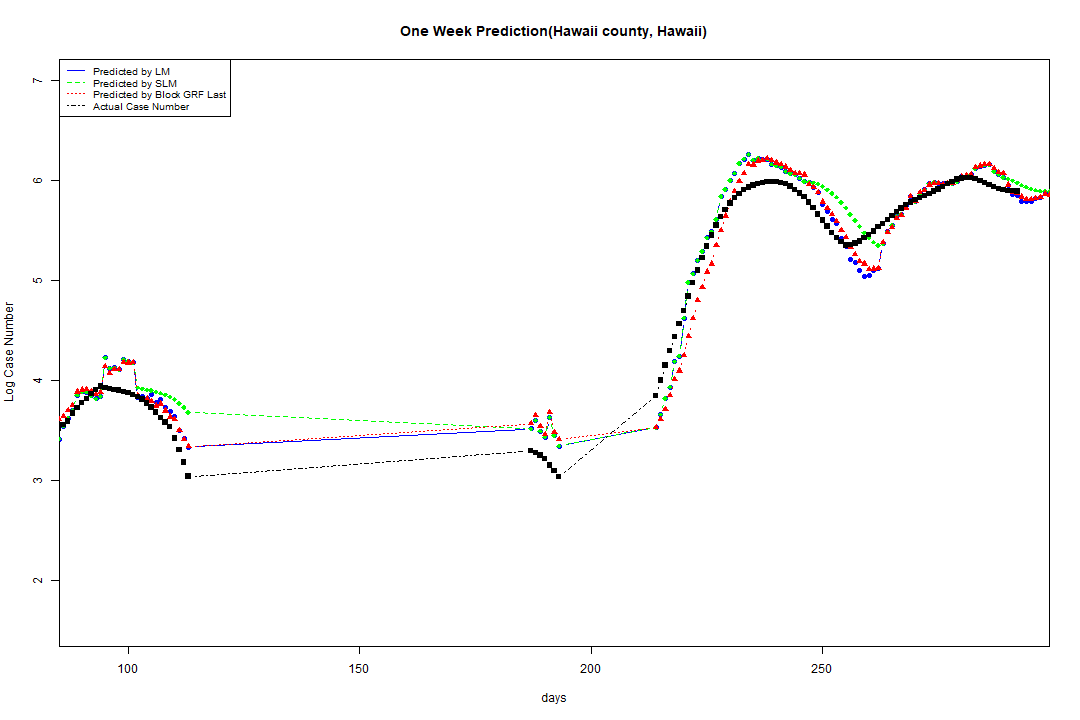 One Week Prediction(Hawaii county, Hawaii)
Predicted by LM
Predicted by SLM
Predicted by Block GRF Last
Actual Case Number
7
6
5
4
3
2
Log Case Number
100 150 200 250
days